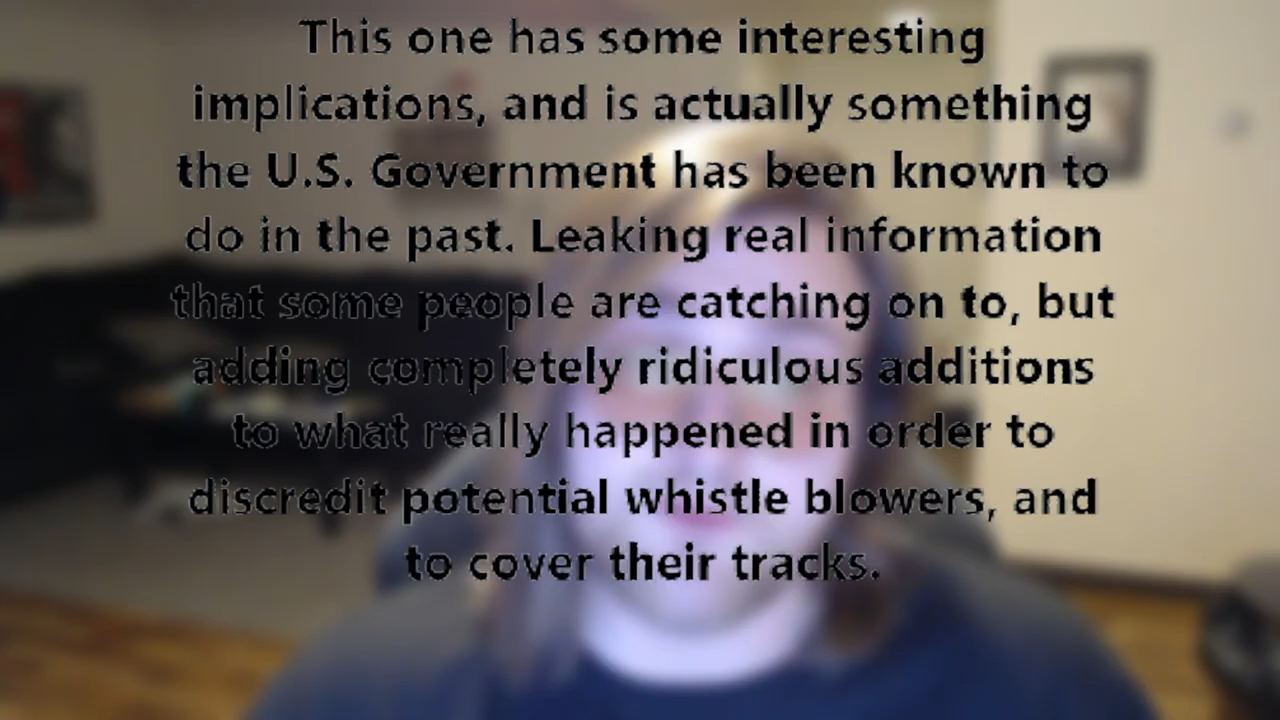 This one has some interesting
implications, and is actually something
the U.S. Government has been known to
do in the past. Leaking real information
that some people are catching on to, but
adding completely ridiculous additions
to what really happened in order to
discredit potential whistle blowers, and
to cover their tracks.